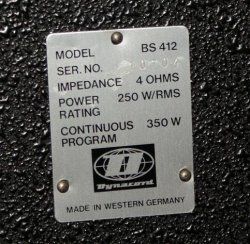 MODEL BS 412
SER. NO.
IMPEDANCE 4 OHMS
POWER 250 W/RMS
RATING
CONTINUOUS 350 W
PROGRAM
Dynacord
MADE IN WESTERN GERMANY